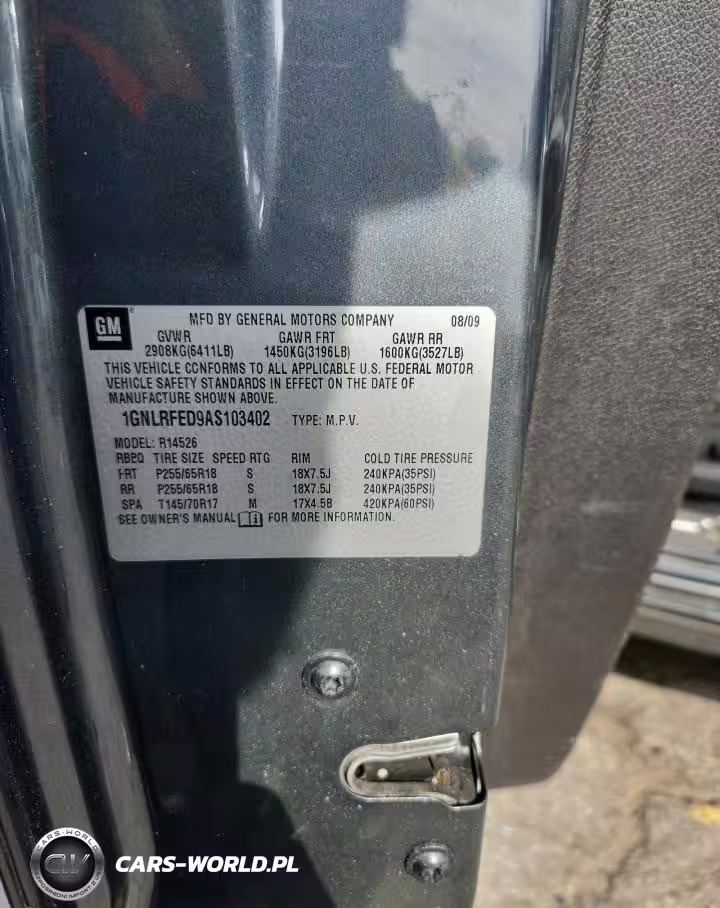 GM
MFD BY GENERAL MOTORS COMPANY 08/09
GVWR GAWR FRT GAWR RR
2908KG(6411LB) 1450KG(3196LB) 1600KG(3527LB)
THIS VEHICLE CONFORMS TO ALL APPLICABLE U.S. FEDERAL MOTOR
VEHICLE SAFETY STANDARDS IN EFFECT ON THE DATE OF
MANUFACTURE SHOWN ABOVE.
1GNLRFED9AS103402 TYPE: M.P.V.
MODEL: R14526
RBEQ TIRE SIZE SPEED RTG RIM COLD TIRE PRESSURE
FRT P255/65R18 S 18X7.5J 240KPA(35PSI)
RR P255/65R18 S 18X7.5J 240KPA(35PSI)
SPA T145/70R17 M 17X4.5B 420KPA(60PSI)
SEE OWNER'S MANUAL FOR MORE INFORMATION.
CARS-WORLD
CW
CARS-WORLD.PL